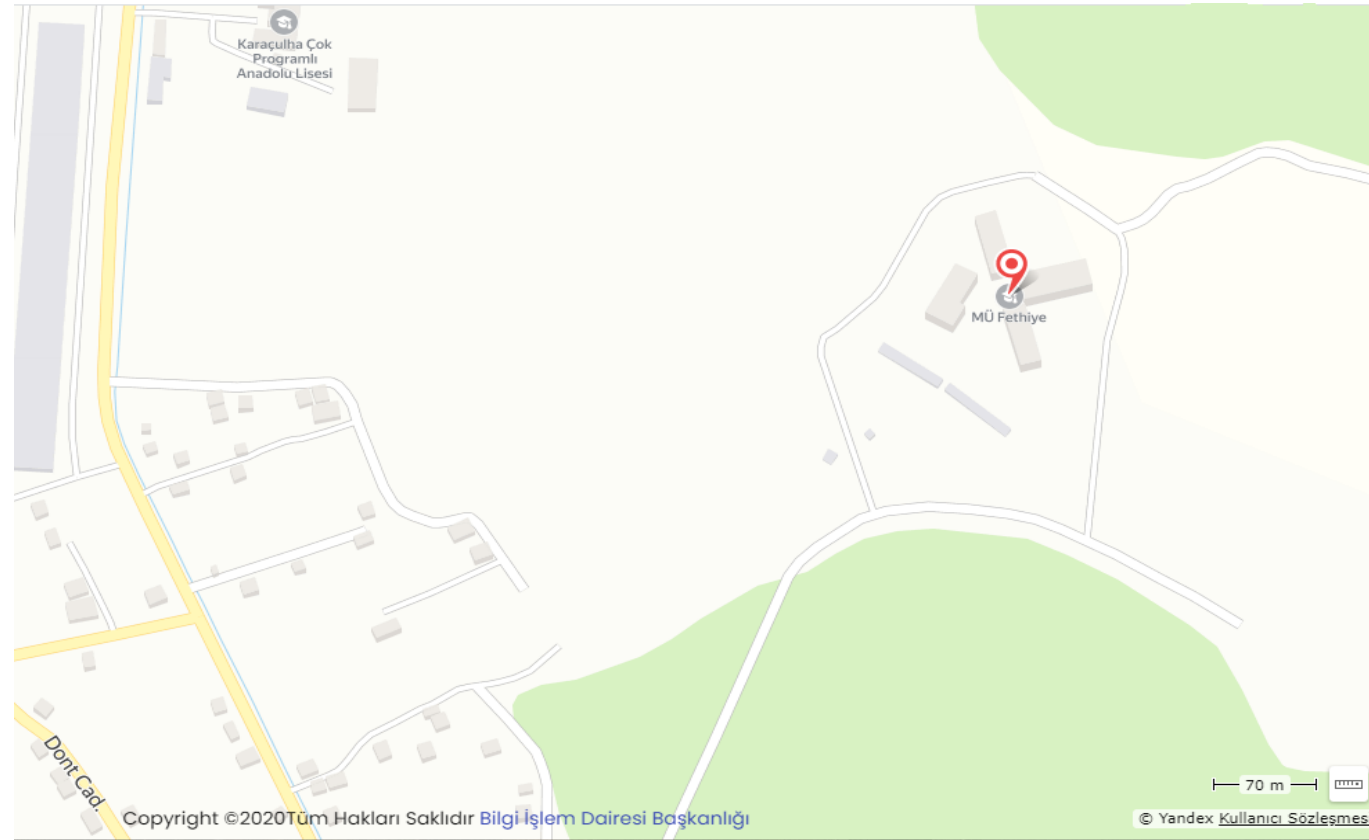 Karaçulha Çok
Programlı
Anadolu Lisesi
MÜ Fethiye
Dont Cad.
70 m
Copyright ©2020Tüm Hakları Saklıdır Bilgi İşlem Dairesi Başkanlığı
© Yandex Kullanıcı Sözleşmes